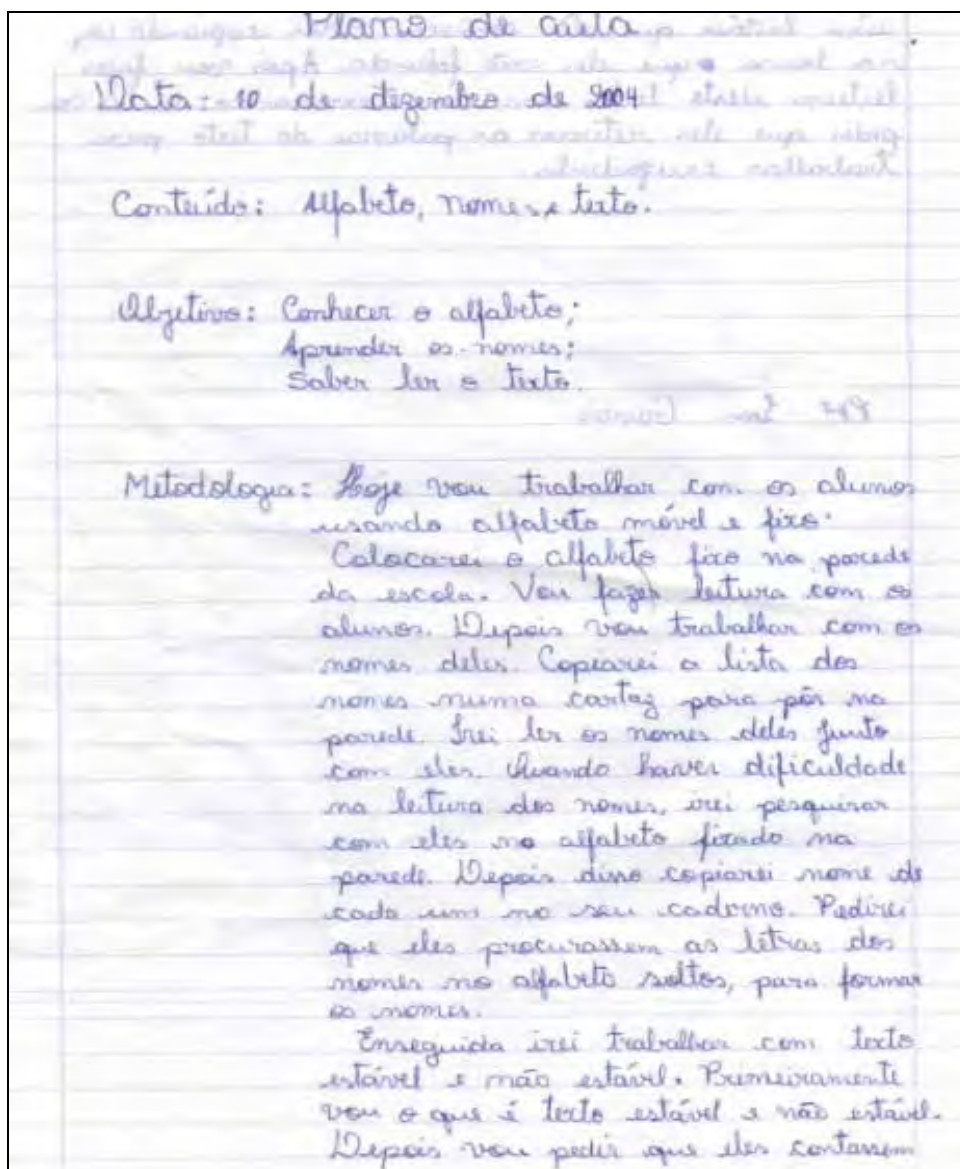 Plano de aula
Data: 10 de dezembro de 2004
Conteúdo: Alfabeto, nomes, e texto.
Objetivo: Conhecer o alfabeto;
Aprender os nomes;
Saber ler o texto.
Metodologia: Hoje vou trabalhar com os alunos
usando alfabeto móvel e fixo.
Colocarei o alfabeto fixo na parede
da escola. Vou fazer leitura com os
alunos. Depois vou trabalhar com os
nomes deles. Copiarei a lista dos
nomes numa cartaz para pôr na
parede. Irei ler os nomes deles junto
com eles. Quando haver dificuldade
na leitura dos nomes, irei pesquisar
com eles no alfabeto fixado na
parede. Depois disso copiarei nome de
cada um no seu caderno. Pedirei
que eles procurassem as letras dos
nomes no alfabeto soltos, para formar
os nomes.
Enseguida irei trabalhar com texto
estável e não estável. Premeiramente
vou o que é texto estável e não estável.
Depois vou pedir que eles contassem